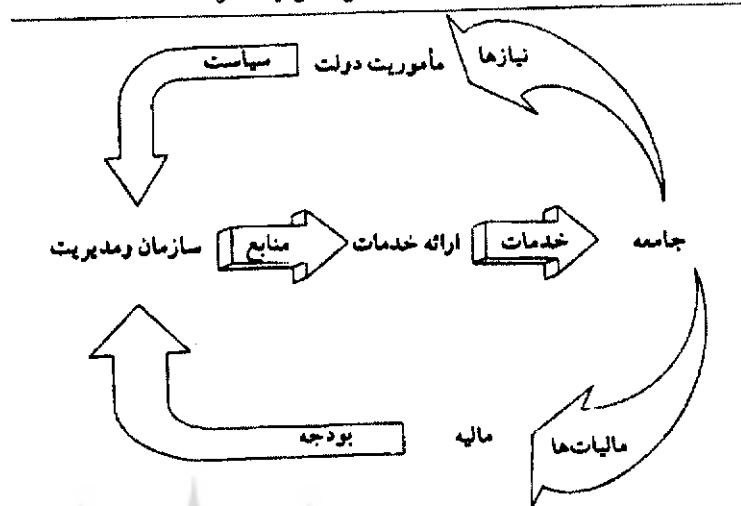 نیازها
مأموریت دولت
سیاست
جامعه
خدمات
ارائه خدمات
منابع
سازمان ومدیریت
مالیات‌ها
مالیه
بودجه